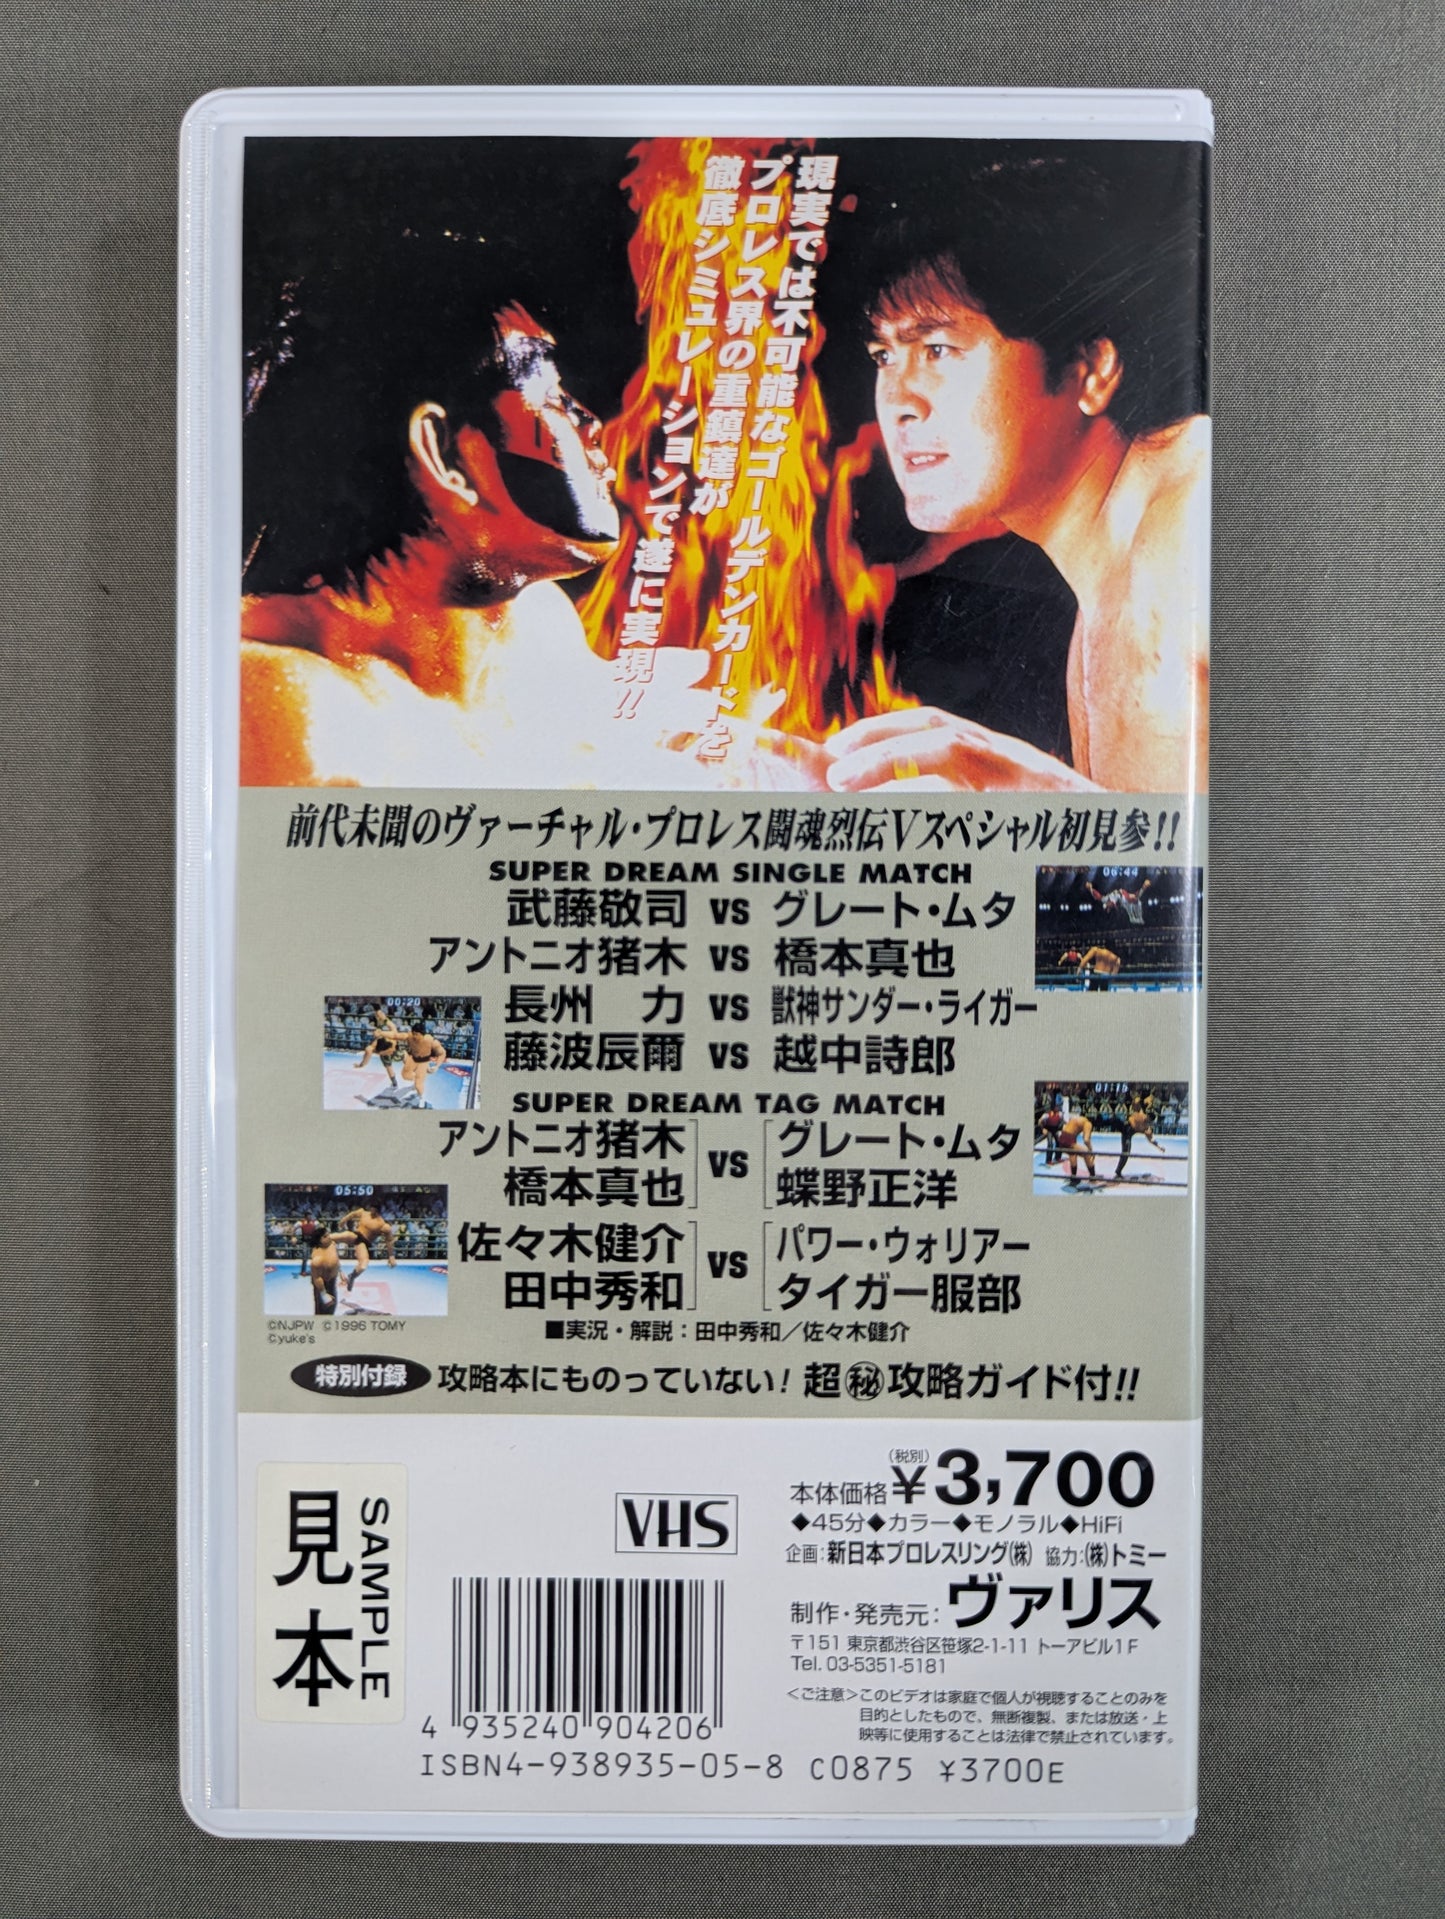 現実では不可能なゴールデンカードを
プロレス界の重鎮達が
徹底シミュレーションで遂に実現!!
前代未聞のヴァーチャル・プロレス闘魂烈伝Vスペシャル初見参!!
SUPER DREAM SINGLE MATCH
武藤敬司 vs グレート・ムタ
アントニオ猪木 vs 橋本真也
長州　力 vs 獣神サンダー・ライガー
藤波辰爾 vs 越中詩郎
SUPER DREAM TAG MATCH
アントニオ猪木
橋本真也
vs
グレート・ムタ
蝶野正洋
佐々木健介
田中秀和
vs
パワー・ウォリアー
タイガー服部
■実況・解説：田中秀和／佐々木健介
06:44
00:20
01:15
05:50
©NJPW ©1996 TOMY
©yuke's
特別付録 攻略本にものっていない! 超㊙攻略ガイド付!!
見本
SAMPLE
VHS
(税別)
本体価格¥3,700
◆45分◆カラー◆モノラル◆HiFi
企画：新日本プロレスリング㈱ 協力：㈱トミー
制作・発売元：ヴァリス
〒151 東京都渋谷区笹塚2-1-11 トーアビル1F
Tel. 03-5351-5181
＜ご注意＞このビデオは家庭で個人が視聴することのみを
目的としたもので、無断複製、または放送・上
映等に使用することは法律で禁止されています。
4 935240 904206
ISBN4-938935-05-8 C0875 ¥3700E